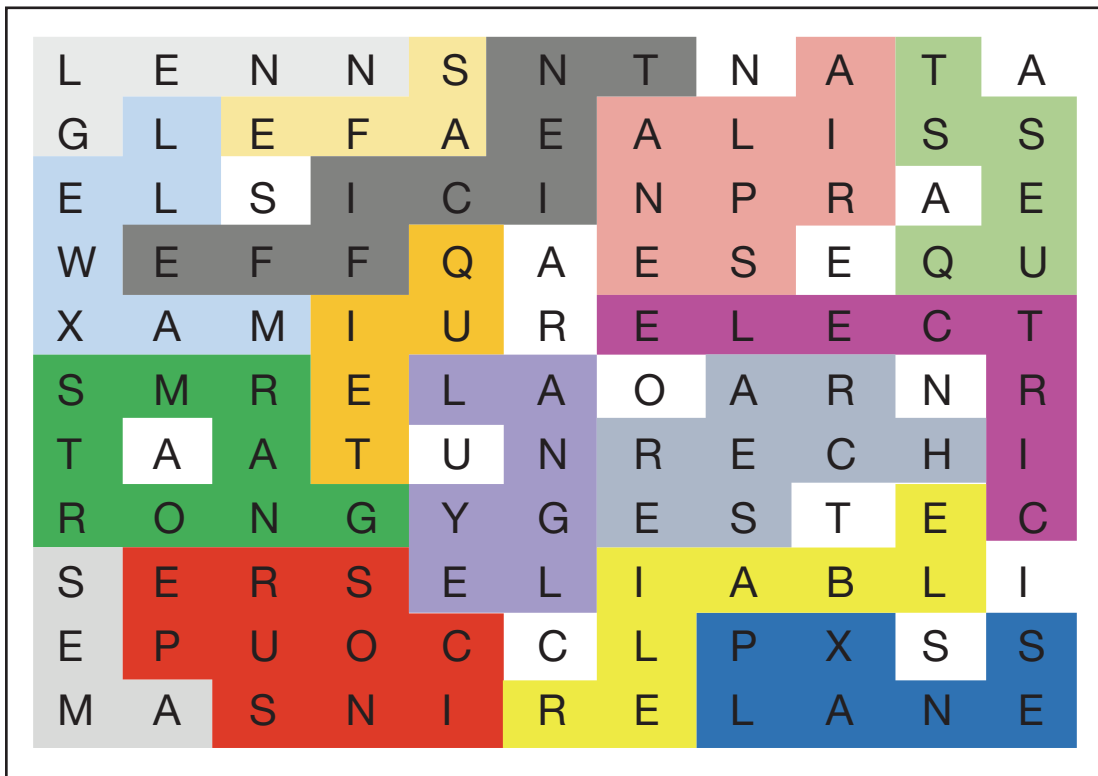 L E N N S N T N A T A
G L E F A E A L I S S
E L S I C I N P R A E
W E F F Q A E S E Q U
X A M I U R E L E C T
S M R E L A O A R N R
T A A T U N R E C H I
R O N G Y G E S T E C
S E R S E L I A B L I
E P U O C C L P X S S
M A S N I R E L A N E